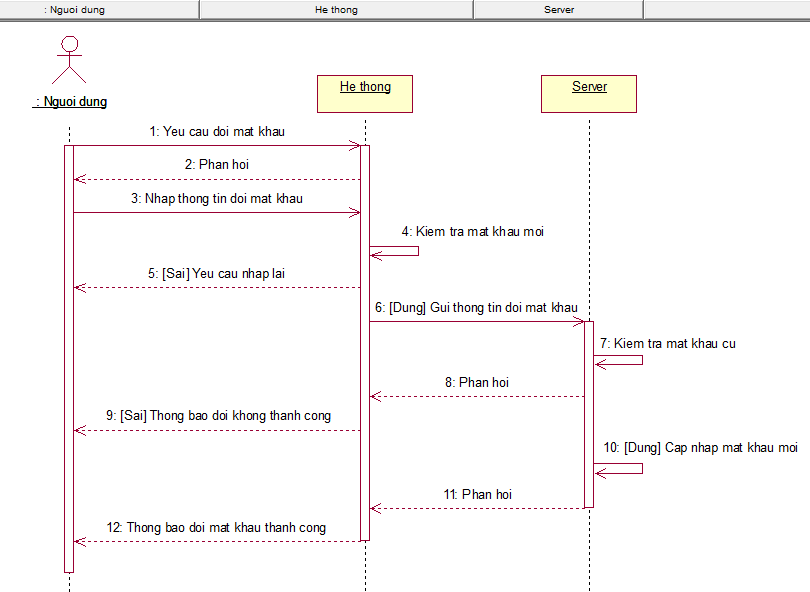 : Nguoi dung
He thong
Server
: Nguoi dung
He thong
Server
1: Yeu cau doi mat khau
2: Phan hoi
3: Nhap thong tin doi mat khau
4: Kiem tra mat khau moi
5: [Sai] Yeu cau nhap lai
6: [Dung] Gui thong tin doi mat khau
7: Kiem tra mat khau cu
8: Phan hoi
9: [Sai] Thong bao doi khong thanh cong
10: [Dung] Cap nhap mat khau moi
11: Phan hoi
12: Thong bao doi mat khau thanh cong